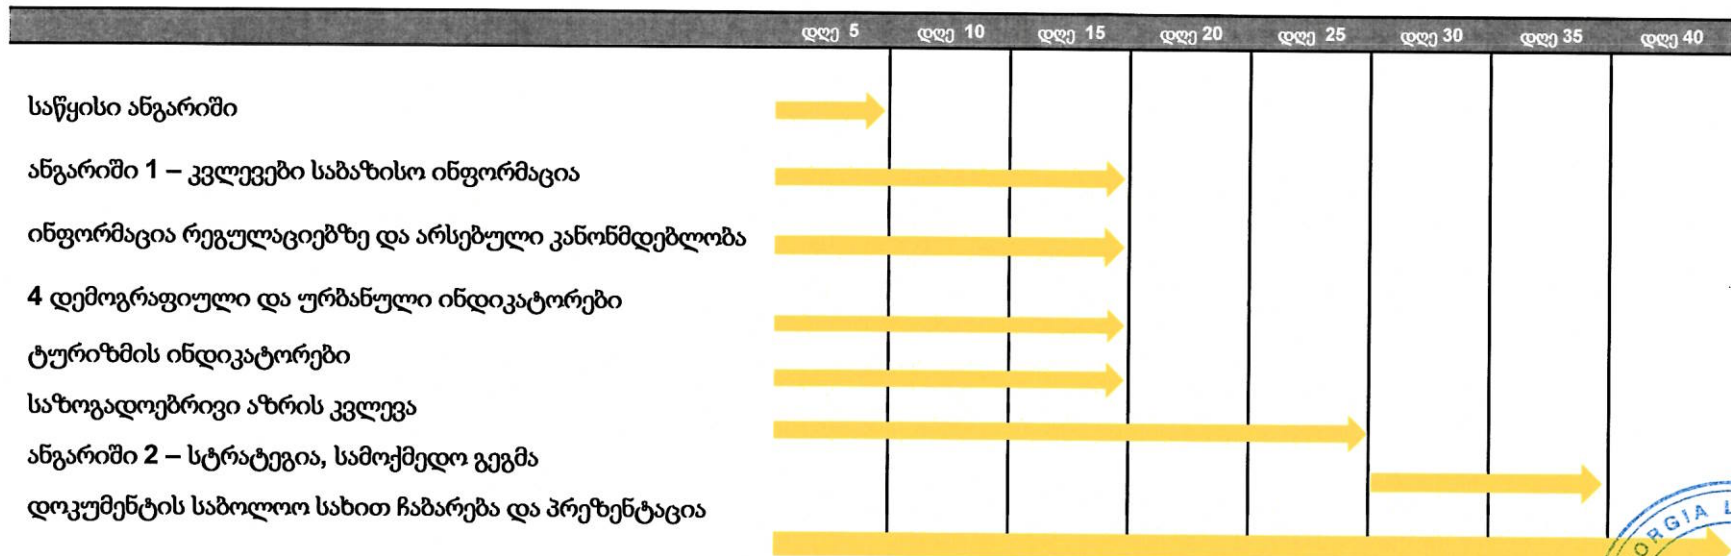 დღე 5 დღე 10 დღე 15 დღე 20 დღე 25 დღე 30 დღე 35 დღე 40
საწყისი ანგარიში
ანგარიში 1 – კვლევები საბაზისო ინფორმაცია
ინფორმაცია რეგულაციებზე და არსებული კანონმდებლობა
4 დემოგრაფიული და ურბანული ინდიკატორები
ტურიზმის ინდიკატორები
საზოგადოებრივი აზრის კვლევა
ანგარიში 2 – სტრატეგია, სამოქმედო გეგმა
დოკუმენტის საბოლოო სახით ჩაბარება და პრეზენტაცია
ORGIA L